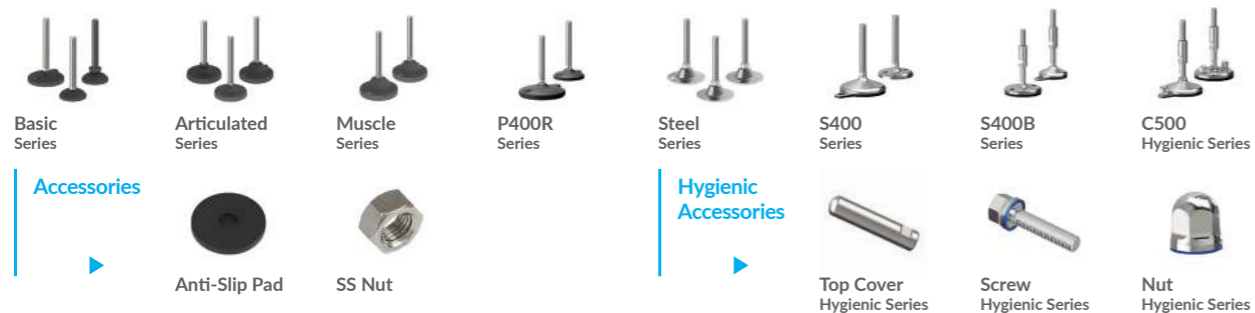 Basic
Series
Articulated
Series
Muscle
Series
P400R
Series
Steel
Series
S400
Series
S400B
Series
C500
Hygienic Series
Accessories
Anti-Slip Pad
SS Nut
Hygienic
Accessories
Top Cover
Hygienic Series
Screw
Hygienic Series
Nut
Hygienic Series